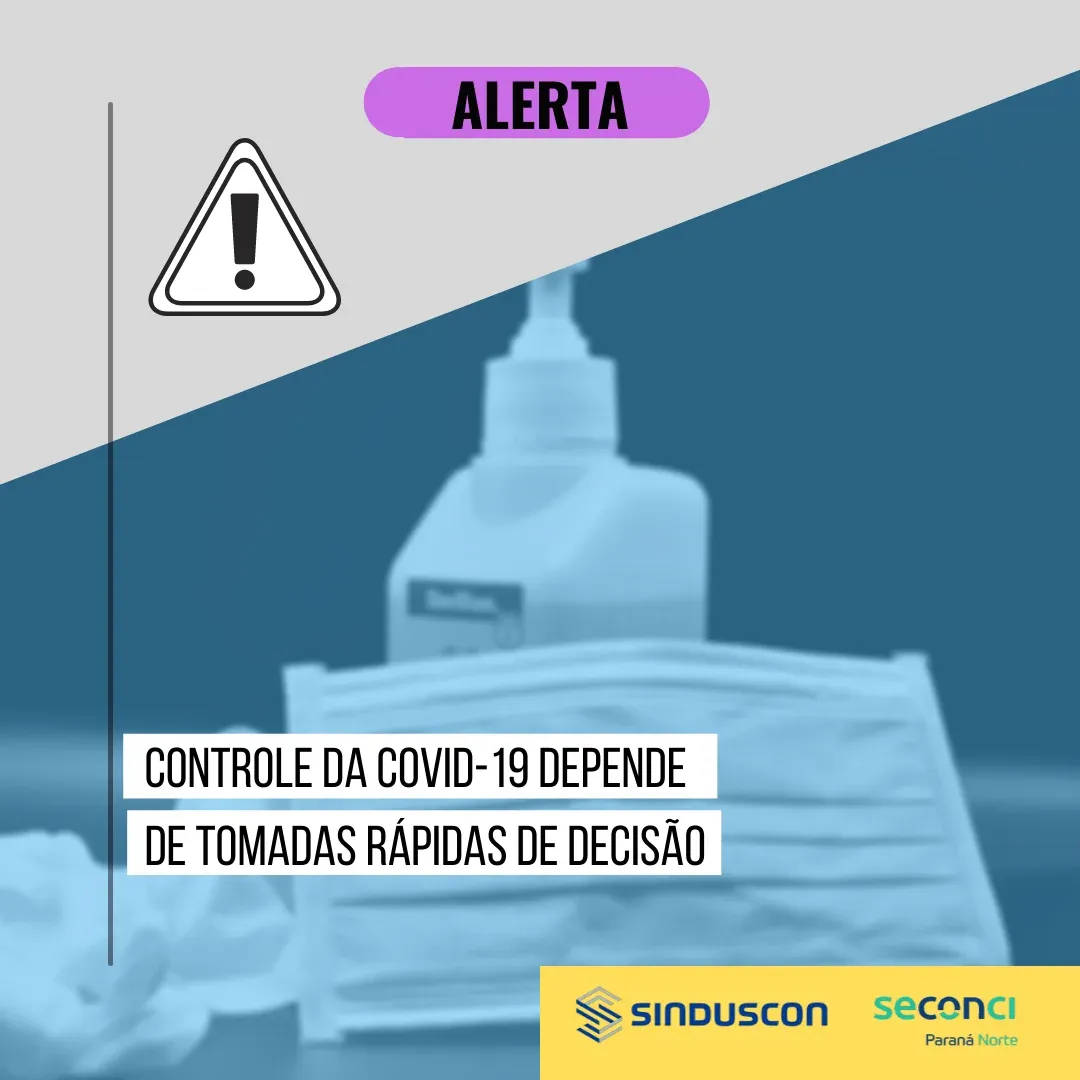 ALERTA
CONTROLE DA COVID-19 DEPENDE
DE TOMADAS RÁPIDAS DE DECISÃO
SINDUSCON
seconci
Paraná Norte